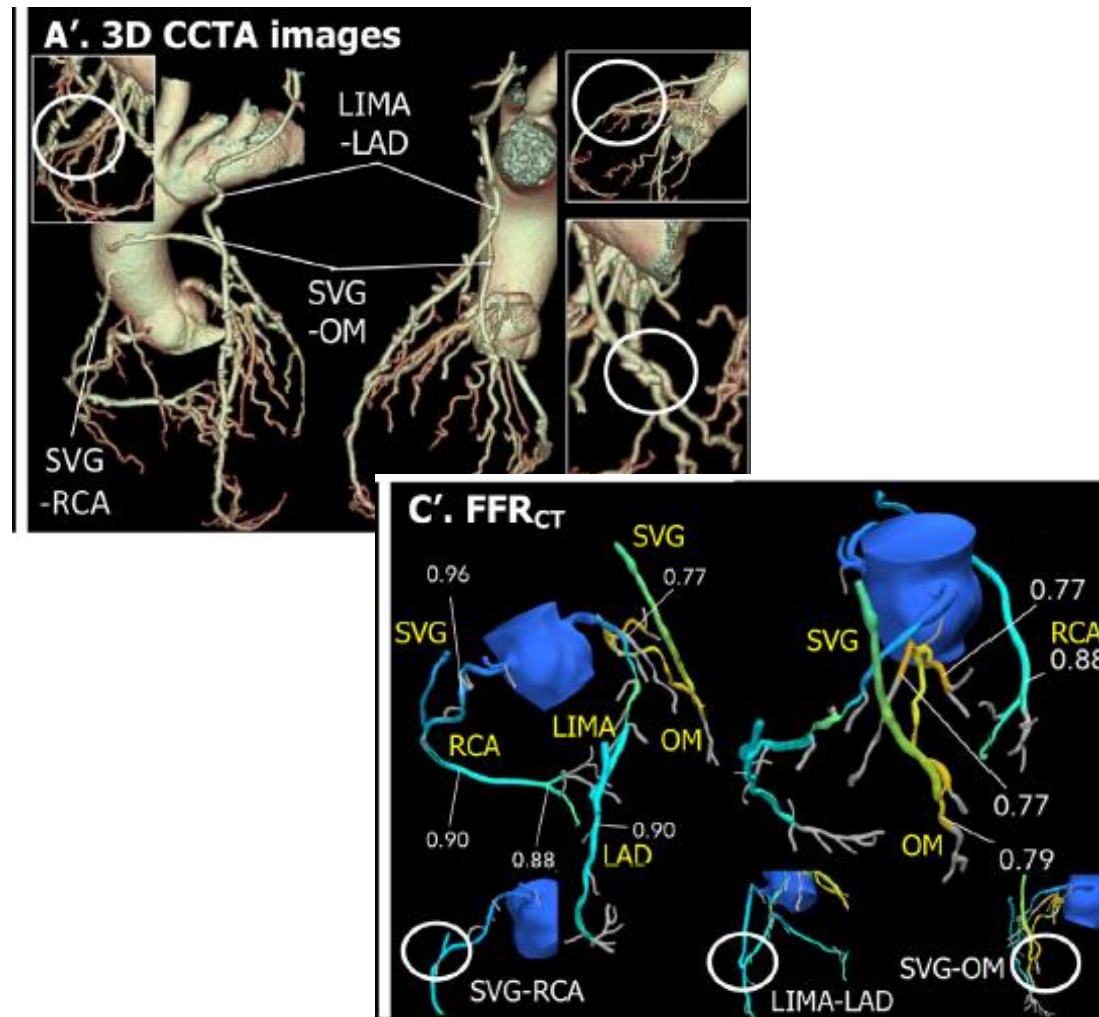 A'. 3D CCTA images
LIMA
-LAD
SVG
-OM
SVG
-RCA
C'. FFRCT
SVG
0.77
0.96
SVG
LIMA
RCA
OM
0.90
0.88
0.90
LAD
SVG-RCA
0.77
SVG
RCA
0.88
0.77
OM
0.79
LIMA-LAD
SVG-OM